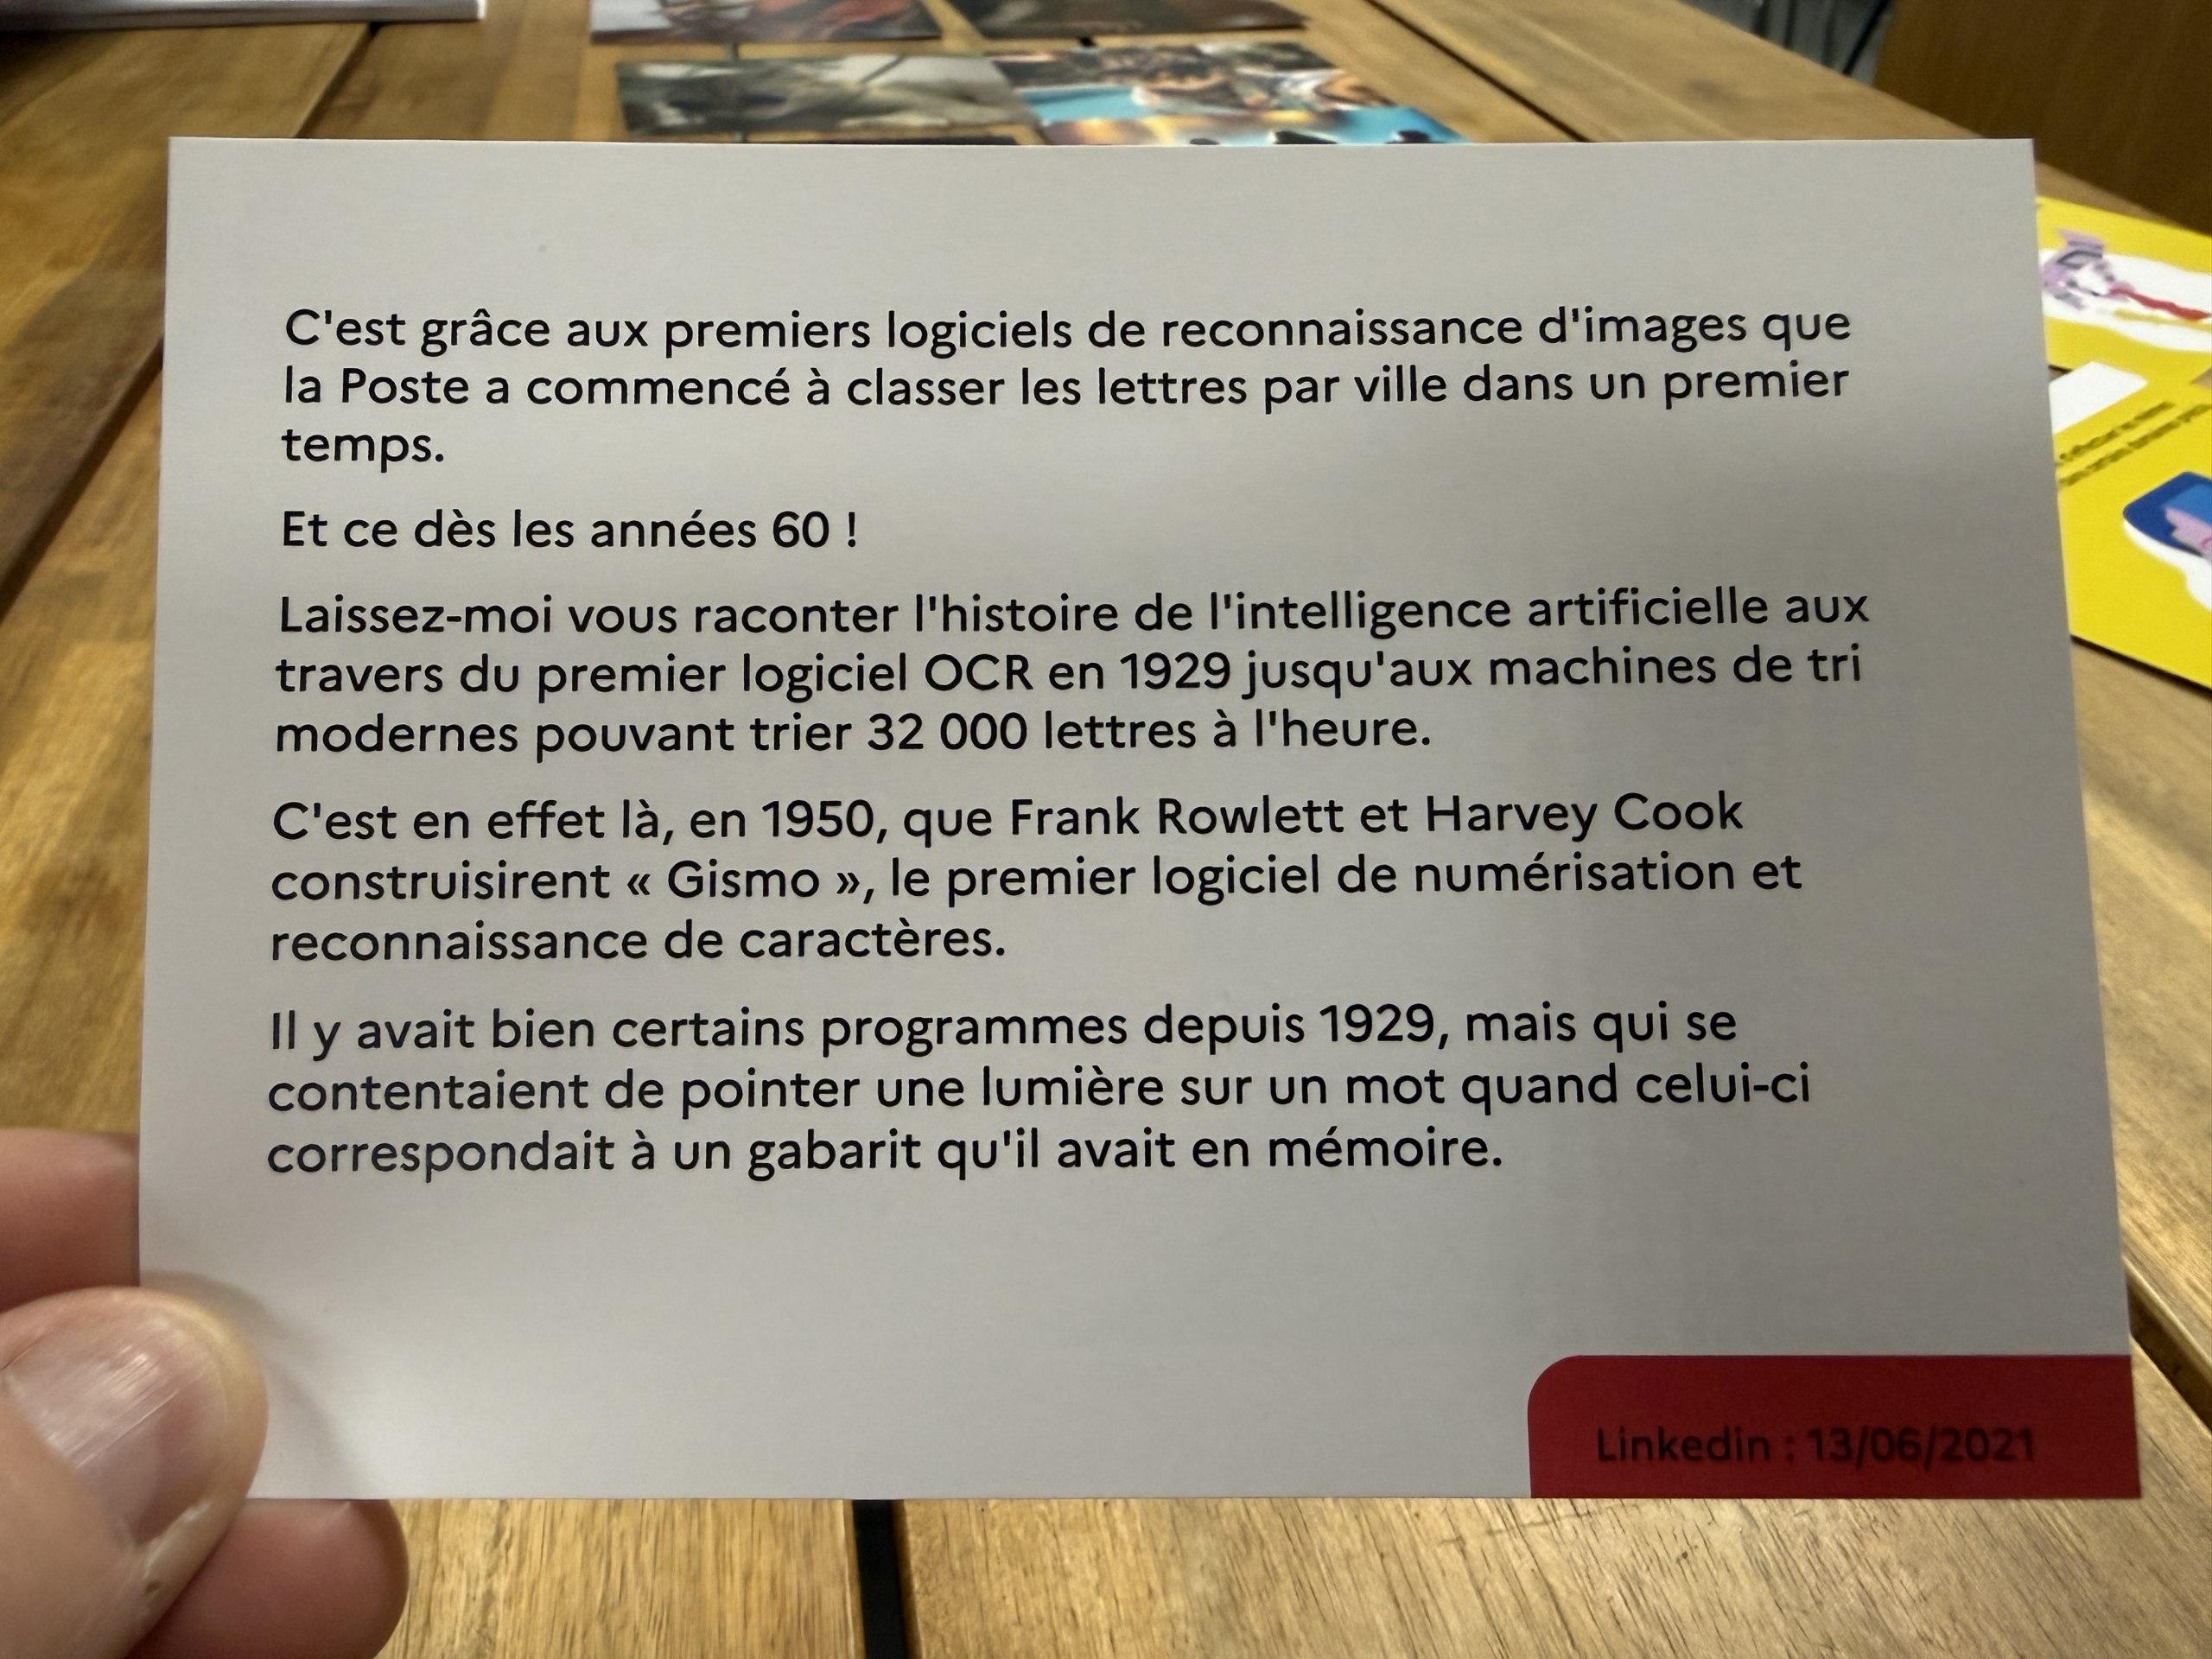 C'est grâce aux premiers logiciels de reconnaissance d'images que
la Poste a commencé à classer les lettres par ville dans un premier
temps.
Et ce dès les années 60 !
Laissez-moi vous raconter l'histoire de l'intelligence artificielle aux
travers du premier logiciel OCR en 1929 jusqu'aux machines de tri
modernes pouvant trier 32 000 lettres à l'heure.
C'est en effet là, en 1950, que Frank Rowlett et Harvey Cook
construisirent « Gismo », le premier logiciel de numérisation et
reconnaissance de caractères.
Il y avait bien certains programmes depuis 1929, mais qui se
contentaient de pointer une lumière sur un mot quand celui-ci
correspondait à un gabarit qu'il avait en mémoire.
Linkedin : 13/06/2021